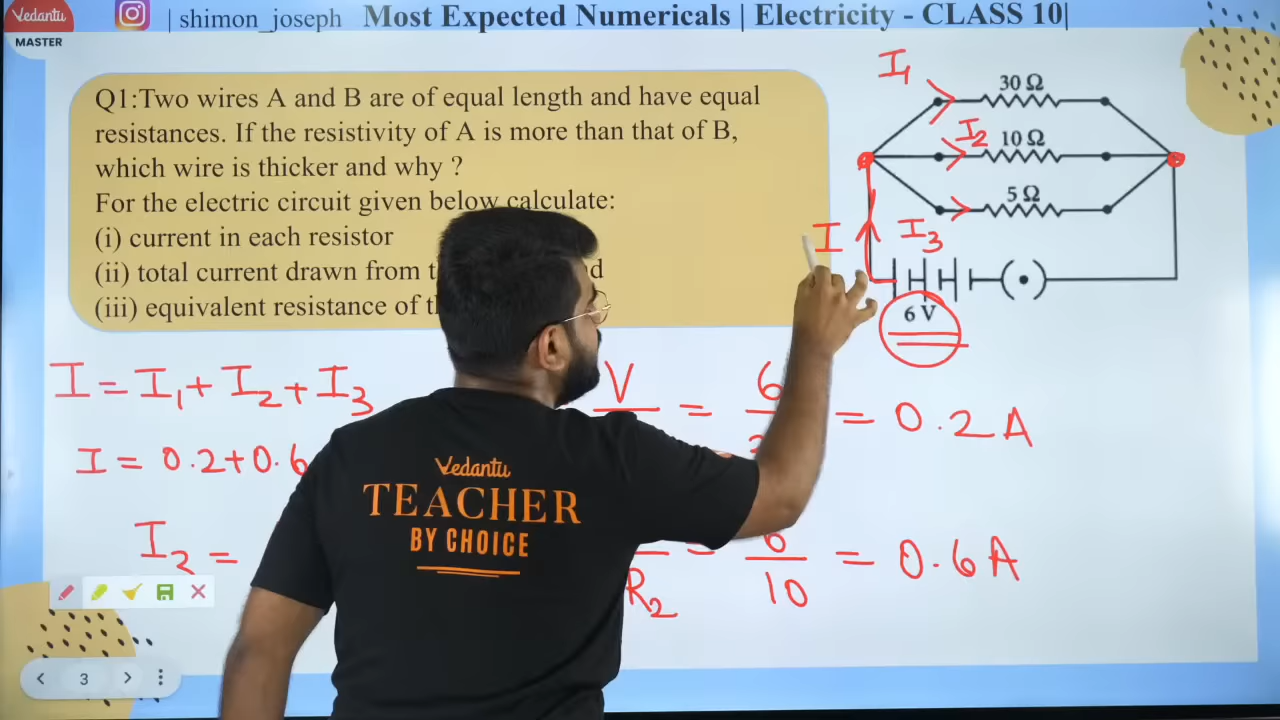 Vedantu
MASTER
| shimon_joseph Most Expected Numericals | Electricity - CLASS 10|
Q1:Two wires A and B are of equal length and have equal
resistances. If the resistivity of A is more than that of B,
which wire is thicker and why ?
For the electric circuit given below calculate:
(i) current in each resistor
(ii) total current drawn from
(iii) equivalent resistance of
I₁
30 Ω
I₂
10 Ω
5 Ω
I
I₃
6 V
I = I₁ + I₂ + I₃
V = 6 = 0.2 A
I = 0.2 + 0.6
I₂ = R₂ = 6/10 = 0.6 A
Vedantu
TEACHER
BY CHOICE
3